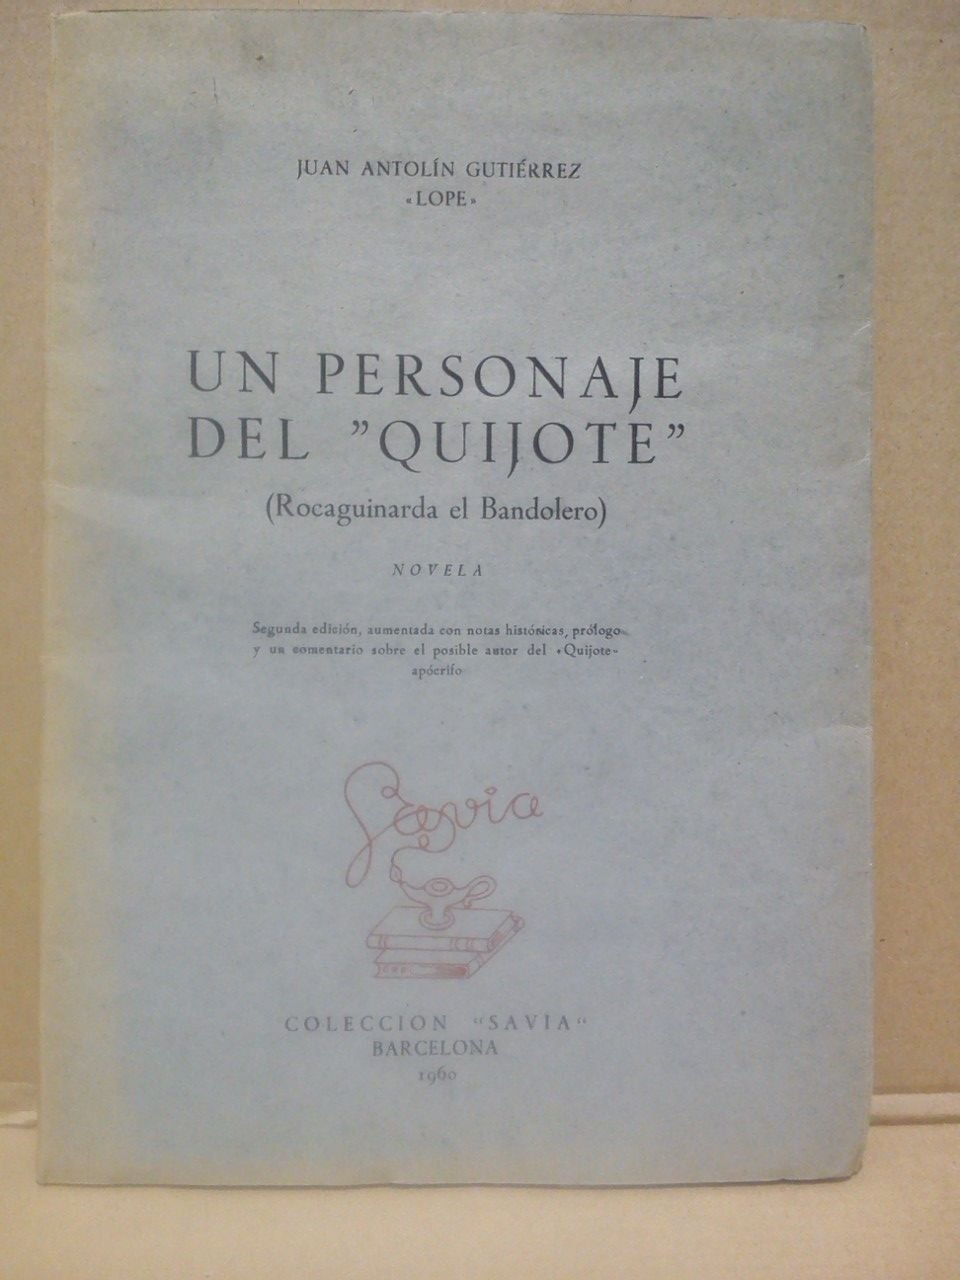 JUAN ANTOLÍN GUTIÉRREZ
«LOPE»
UN PERSONAJE
DEL ”QUIJOTE”
(Rocaguinarda el Bandolero)
NOVELA
Segunda edición, aumentada con notas históricas, prólogo
y un comentario sobre el posible autor del «Quijote»
apócrifo
Savia
COLECCION “SAVIA“
BARCELONA
1960